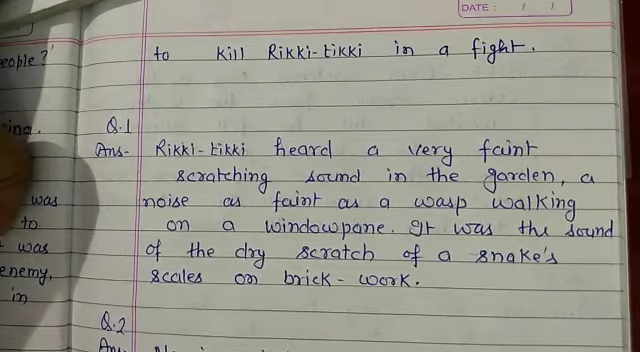 DATE : / /
eople?'
to kill Rikki-tikki in a fight.
Q.1
Ans- Rikki-tikki heard a very faint
scratching sound in the garden, a
was
noise as faint as a wasp walking
to
on a windowpane. It was the sound
was
of the dry scratch of a snake's
enemy,
scales on brick-work.
in
Q.2
Ans